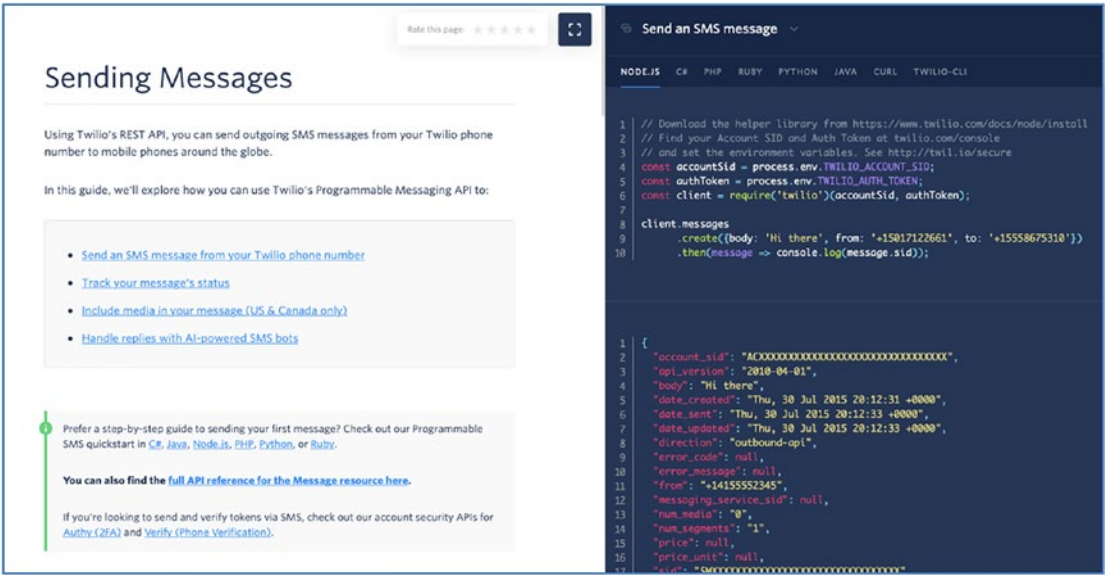 Rate this page:
Sending Messages
Using Twilio's REST API, you can send outgoing SMS messages from your Twilio phone
number to mobile phones around the globe.
In this guide, we'll explore how you can use Twilio's Programmable Messaging API to:
Send an SMS message from your Twilio phone number
Track your message's status
Include media in your message (US & Canada only)
Handle replies with AI-powered SMS bots
Prefer a step-by-step guide to sending your first message? Check out our Programmable
SMS quickstart in C#, Java, Node.js, PHP, Python, or Ruby.
You can also find the full API reference for the Message resource here.
If you're looking to send and verify tokens via SMS, check out our account security APIs for
Authy (2FA) and Verify (Phone Verification).
Send an SMS message
NODE.JS C# PHP RUBY PYTHON JAVA CURL TWILIO-CLI
1 // Download the helper library from https://www.twilio.com/docs/node/install
2 // Find your Account SID and Auth Token at twilio.com/console
3 // and set the environment variables. See http://twil.io/secure
4 const accountSid = process.env.TWILIO_ACCOUNT_SID;
5 const authToken = process.env.TWILIO_AUTH_TOKEN;
6 const client = require('twilio')(accountSid, authToken);
7
8 client.messages
9 .create({body: 'Hi there', from: '+15017122661', to: '+15558675310'})
10 .then(message => console.log(message.sid));
1 {
2 "account_sid": "ACXXXXXXXXXXXXXXXXXXXXXXXXXXXXXXXX",
3 "api_version": "2010-04-01",
4 "body": "Hi there",
5 "date_created": "Thu, 30 Jul 2015 20:12:31 +0000",
6 "date_sent": "Thu, 30 Jul 2015 20:12:33 +0000",
7 "date_updated": "Thu, 30 Jul 2015 20:12:33 +0000",
8 "direction": "outbound-api",
9 "error_code": null,
10 "error_message": null,
11 "from": "+14155552345",
12 "messaging_service_sid": null,
13 "num_media": "0",
14 "num_segments": "1",
15 "price": null,
16 "price_unit": null,
17 "sid": "SMXXXXXXXXXXXXXXXXXXXXXXXXXXXXXXXX"